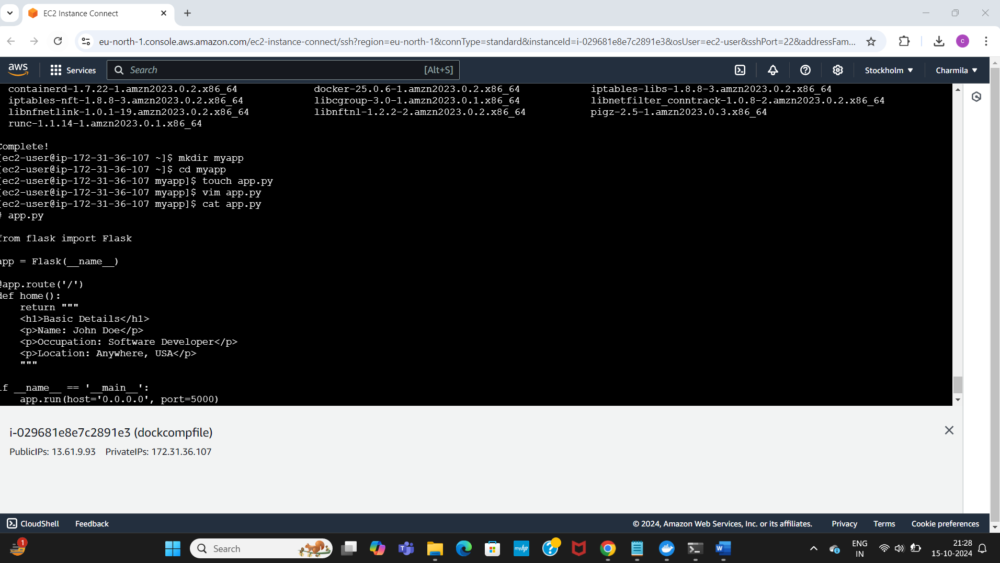 EC2 Instance Connect
eu-north-1.console.aws.amazon.com/ec2-instance-connect/ssh?region=eu-north-1&connType=standard&instanceId=i-029681e8e7c2891e3&osUser=ec2-user&sshPort=22&addressFam...
C
aws Services Search [Alt+S] Stockholm Charmila
containerd-1.7.22-1.amzn2023.0.2.x86_64 docker-25.0.6-1.amzn2023.0.2.x86_64 iptables-libs-1.8.8-3.amzn2023.0.2.x86_64
iptables-nft-1.8.8-3.amzn2023.0.2.x86_64 libcgroup-3.0-1.amzn2023.0.1.x86_64 libnetfilter_conntrack-1.0.8-2.amzn2023.0.2.x86_64
libnfnetlink-1.0.1-19.amzn2023.0.2.x86_64 libnftnl-1.2.2-2.amzn2023.0.2.x86_64 pigz-2.5-1.amzn2023.0.3.x86_64
runc-1.1.14-1.amzn2023.0.1.x86_64
Complete!
[ec2-user@ip-172-31-36-107 ~]$ mkdir myapp
[ec2-user@ip-172-31-36-107 ~]$ cd myapp
[ec2-user@ip-172-31-36-107 myapp]$ touch app.py
[ec2-user@ip-172-31-36-107 myapp]$ vim app.py
[ec2-user@ip-172-31-36-107 myapp]$ cat app.py
# app.py
from flask import Flask
app = Flask(__name__)
@app.route('/')
def home():
return """
<h1>Basic Details</h1>
<p>Name: John Doe</p>
<p>Occupation: Software Developer</p>
<p>Location: Anywhere, USA</p>
"""
if __name__ == '__main__':
app.run(host='0.0.0.0', port=5000)
i-029681e8e7c2891e3 (dockcompfile)
PublicIPs: 13.61.9.93 PrivateIPs: 172.31.36.107
CloudShell Feedback © 2024, Amazon Web Services, Inc. or its affiliates. Privacy Terms Cookie preferences
1
Search
myhp
ENG
IN
21:28
15-10-2024